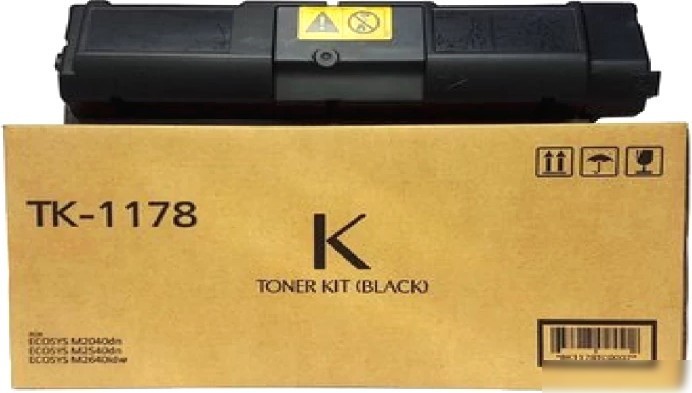 TK-1178
K
TONER KIT (BLACK)
ECOSYS M2040dn
ECOSYS M2540dn
ECOSYS M2640idw